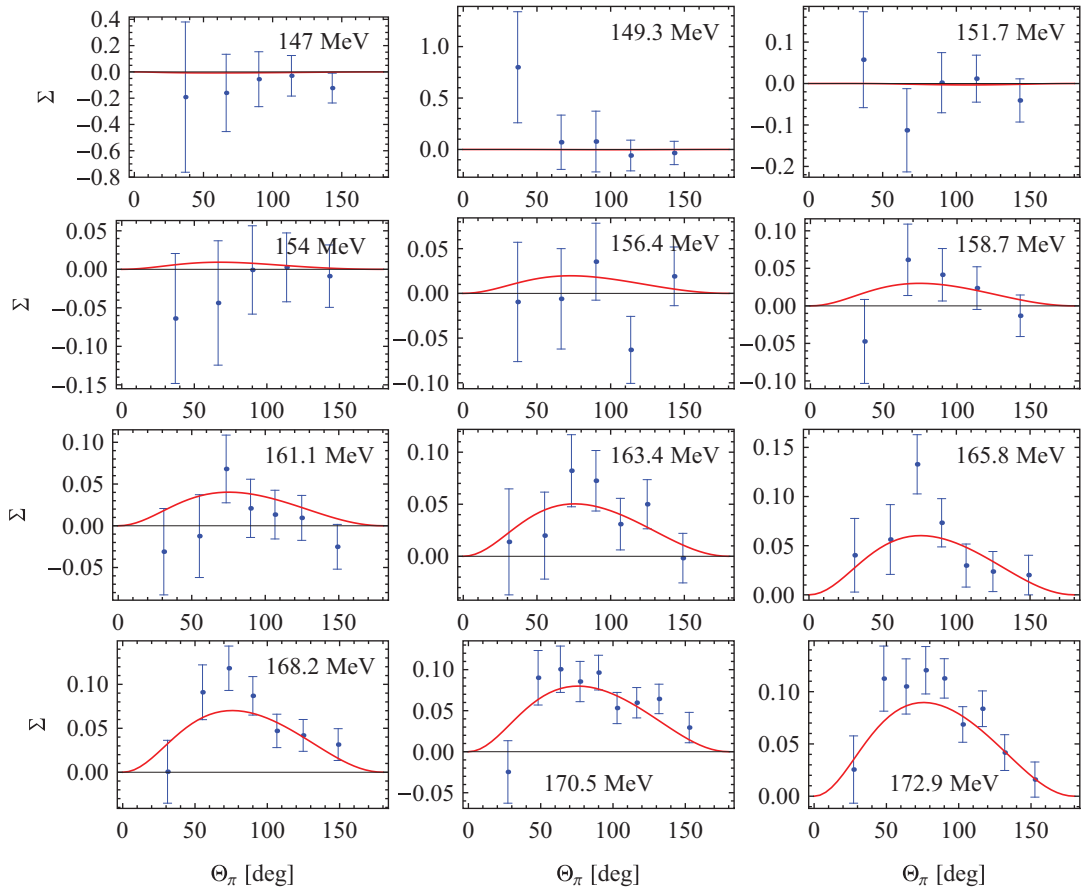 147 MeV
149.3 MeV
151.7 MeV
0.4
0.2
0.0
−0.2
−0.4
−0.6
−0.8
Σ
0 50 100 150
1.0
0.5
0.0
0 50 100 150
0.1
0.0
−0.1
−0.2
0 50 100 150
154 MeV
156.4 MeV
158.7 MeV
0.05
0.00
−0.05
−0.10
−0.15
Σ
0 50 100 150
0.05
0.00
−0.05
−0.10
0 50 100 150
0.10
0.05
0.00
−0.05
−0.10
0 50 100 150
161.1 MeV
163.4 MeV
165.8 MeV
0.10
0.05
0.00
−0.05
Σ
0 50 100 150
0.10
0.05
0.00
0 50 100 150
0.15
0.10
0.05
0.00
0 50 100 150
168.2 MeV
170.5 MeV
172.9 MeV
0.10
0.05
0.00
Σ
0 50 100 150
0.10
0.05
0.00
−0.05
0 50 100 150
0.10
0.05
0.00
0 50 100 150
Θπ [deg]
Θπ [deg]
Θπ [deg]